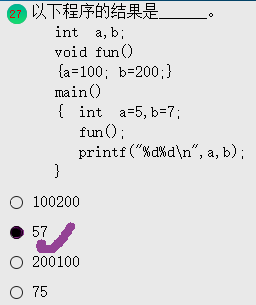 27 以下程序的结果是______。
int  a,b;
void fun()
{a=100; b=200;}
main()
{  int  a=5,b=7;
fun();
printf("%d%d\n",a,b);
}
100200
57
200100
75